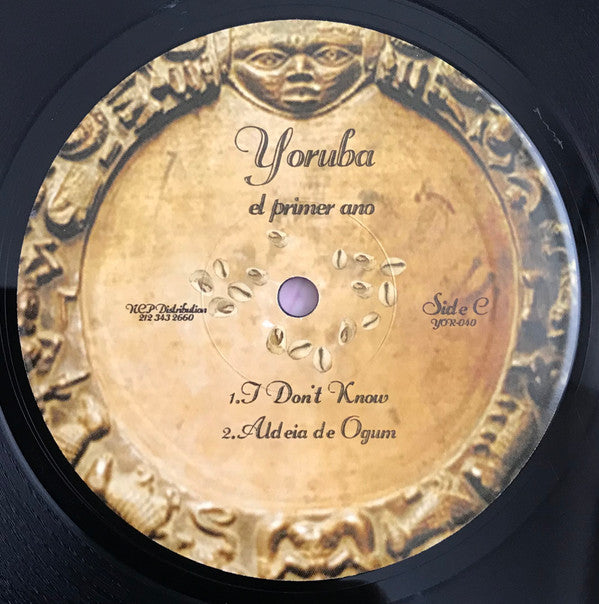 Yoruba
el primer ano
NCP Distribution
212 343 2660
Side C
YOR-040
1.I Don't Know
2.Aldeia de Ogum